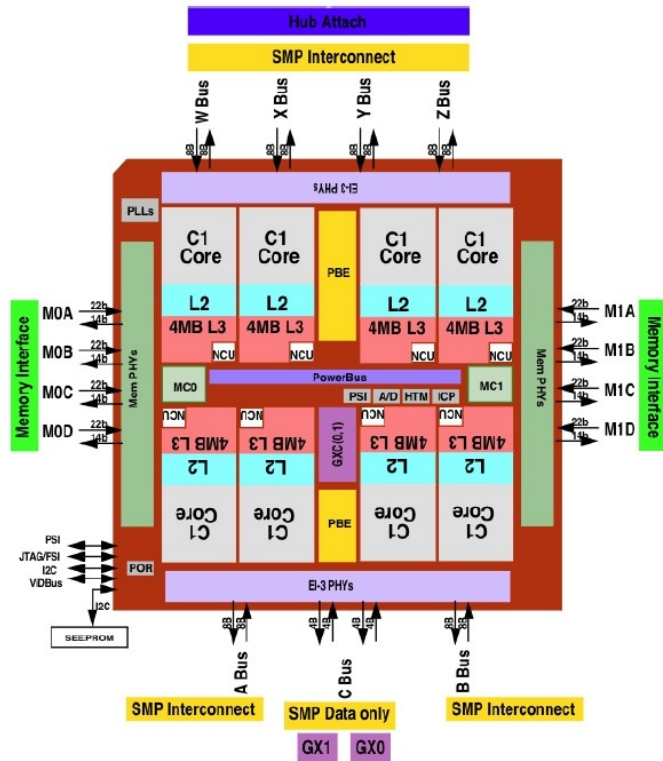 Hub Attach
SMP Interconnect
W Bus
X Bus
Y Bus
Z Bus
8B 8B 8B 8B 8B 8B 8B 8B
EI-3 PHYs
PLLs
C1 Core
C1 Core
PBE
C1 Core
C1 Core
L2
L2
L2
L2
4MB L3
4MB L3
4MB L3
4MB L3
NCU
NCU
NCU
NCU
Memory Interface
M0A 22b 14b
M0B 22b 14b
M0C 22b 14b
M0D 22b 14b
Mem PHYs
Mem PHYs
22b 14b M1A
22b 14b M1B
22b 14b M1C
22b 14b M1D
Memory Interface
MC0
PowerBus
MC1
PSI A/D HTM ICP
NCU
NCU
NCU
NCU
4MB L3
4MB L3
GXC(0,1)
4MB L3
4MB L3
L2
L2
L2
L2
C1 Core
C1 Core
PBE
C1 Core
C1 Core
PSI
JTAG/FSI
I2C
ViDBus
I2C
SEEPROM
POR
EI-3 PHYs
8B 8B 4B 4B 4B 4B 8B 8B
A Bus
C Bus
B Bus
SMP Interconnect
SMP Data only
SMP Interconnect
GX1
GX0